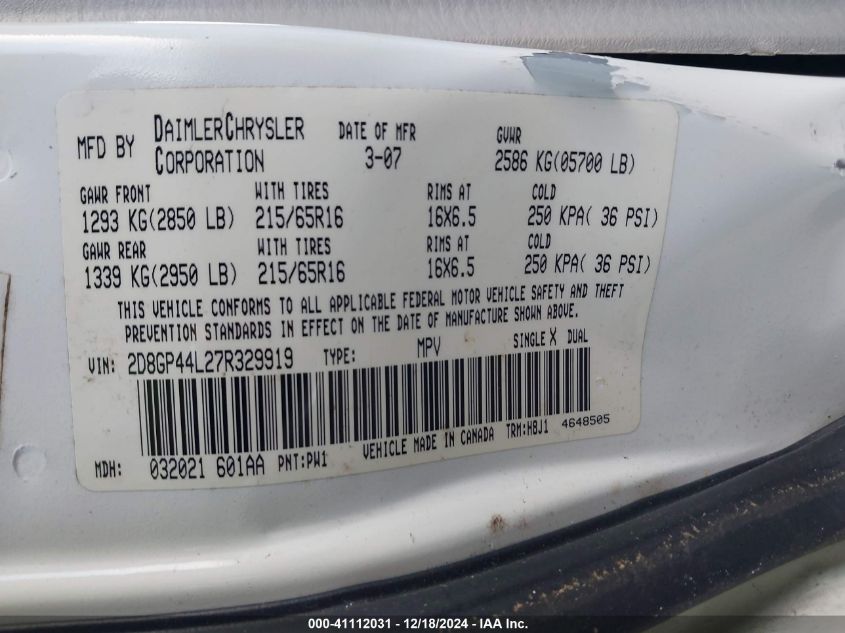 MFD BY DAIMLERCHRYSLER CORPORATION DATE OF MFR 3-07 GVWR 2586 KG(05700 LB)
GAWR FRONT WITH TIRES RIMS AT COLD
1293 KG(2850 LB) 215/65R16 16X6.5 250 KPA( 36 PSI)
GAWR REAR WITH TIRES RIMS AT COLD
1339 KG(2950 LB) 215/65R16 16X6.5 250 KPA( 36 PSI)
THIS VEHICLE CONFORMS TO ALL APPLICABLE FEDERAL MOTOR VEHICLE SAFETY AND THEFT
PREVENTION STANDARDS IN EFFECT ON THE DATE OF MANUFACTURE SHOWN ABOVE.
VIN: 2D8GP44L27R329919 TYPE: MPV SINGLE X DUAL
MDH: 032021 601AA PNT:PW1 VEHICLE MADE IN CANADA TRM:H8J1 4648505
000-41112031 - 12/18/2024 - IAAI.com